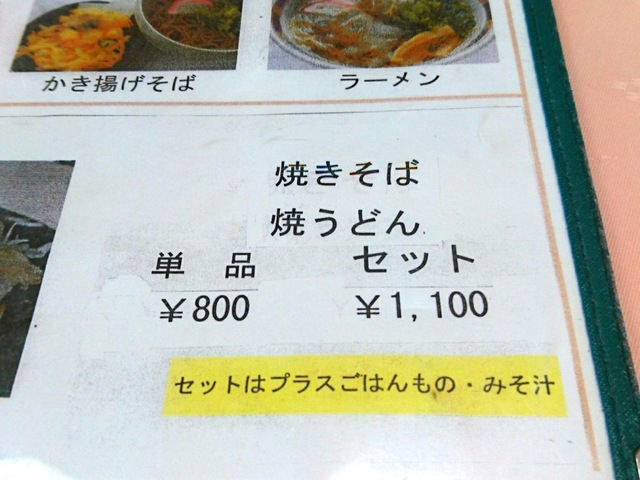 かき揚げそば
ラーメン
焼きそば
焼うどん
単品 セット
¥800 ¥1,100
セットはプラスごはんもの・みそ汁